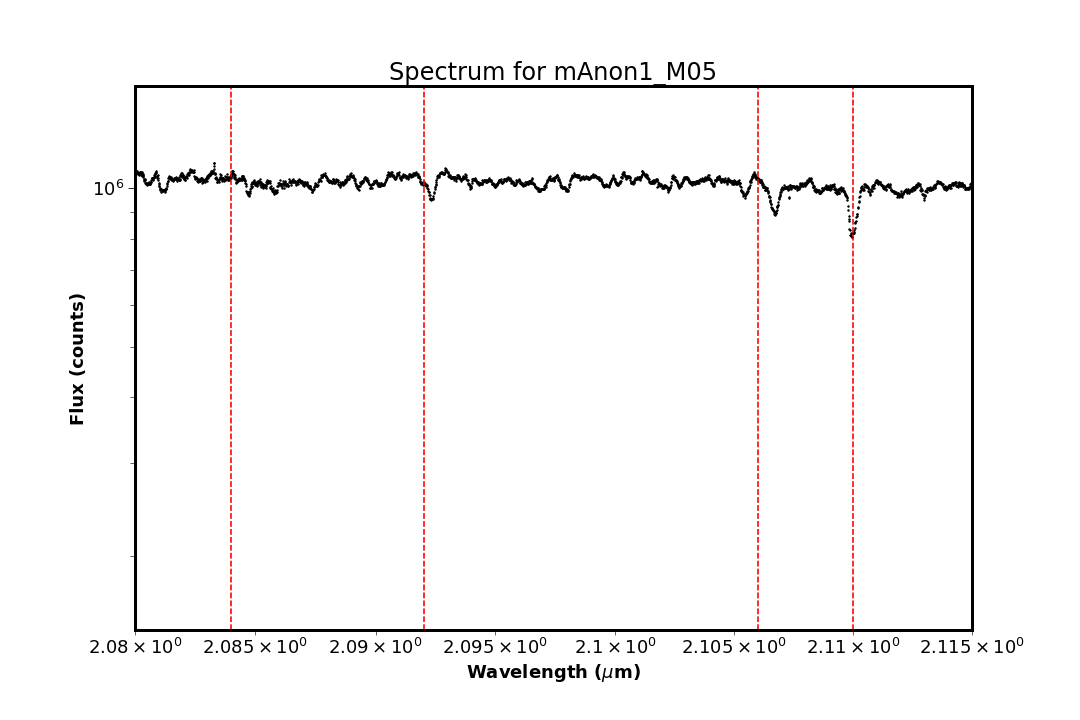 Spectrum for mAnon1_M05
Flux (counts)
10⁶
2.08 × 10⁰ 2.085 × 10⁰ 2.09 × 10⁰ 2.095 × 10⁰ 2.1 × 10⁰ 2.105 × 10⁰ 2.11 × 10⁰ 2.115 × 10⁰
Wavelength (μm)